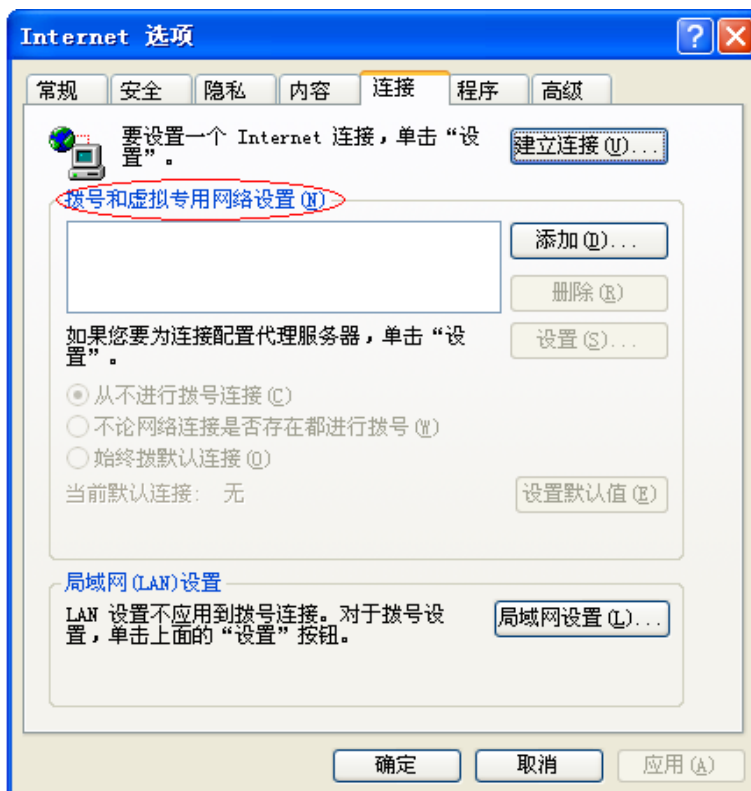 Internet 选项
常规 安全 隐私 内容 连接 程序 高级
要设置一个 Internet 连接，单击“设
置”。
建立连接(U)...
拨号和虚拟专用网络设置(N)
添加(D)...
删除(R)
如果您要为连接配置代理服务器，单击“设
置”。
设置(S)...
从不进行拨号连接(C)
不论网络连接是否存在都进行拨号(W)
始终拨默认连接(O)
当前默认连接： 无
设置默认值(E)
局域网(LAN)设置
LAN 设置不应用到拨号连接。对于拨号设
置，单击上面的“设置”按钮。
局域网设置(L)...
确定 取消 应用(A)